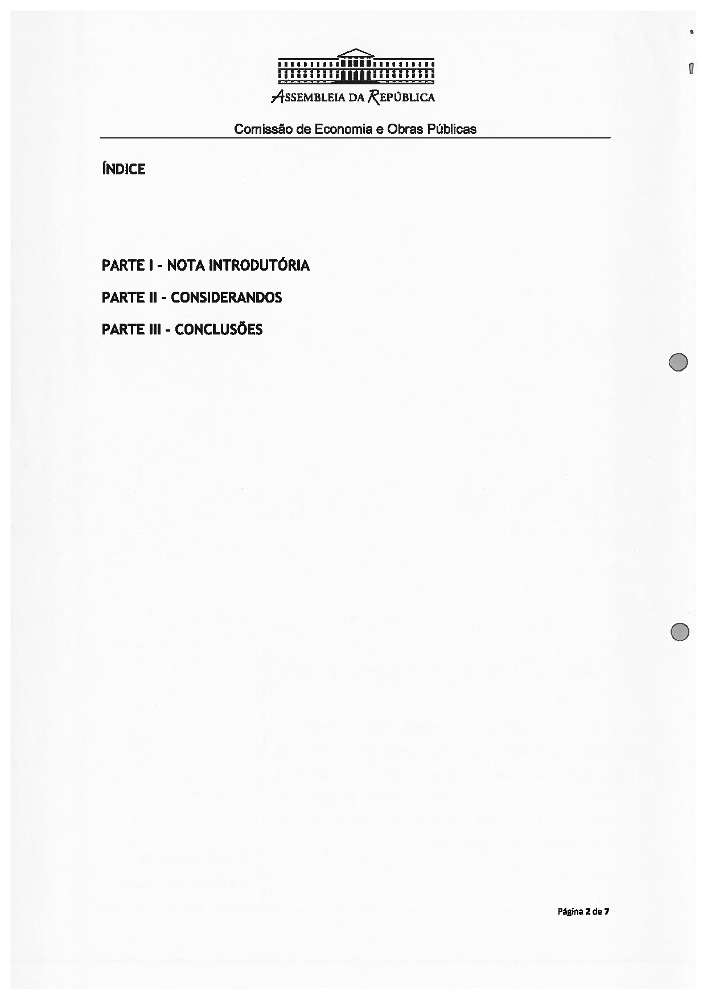 ASSEMBLEIA DA REPÚBLICA
Comissão de Economia e Obras Públicas
ÍNDICE
PARTE I - NOTA INTRODUTÓRIA
PARTE II - CONSIDERANDOS
PARTE III - CONCLUSÕES
Página 2 de 7